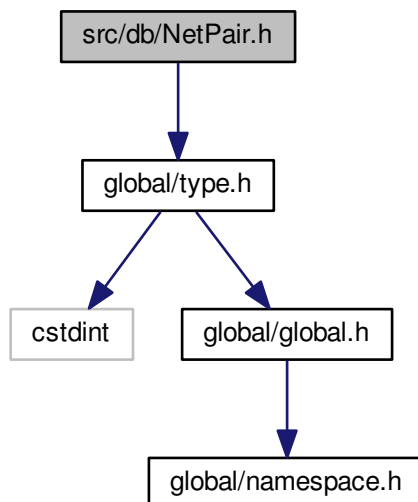 src/db/NetPair.h
global/type.h
cstdint
global/global.h
global/namespace.h